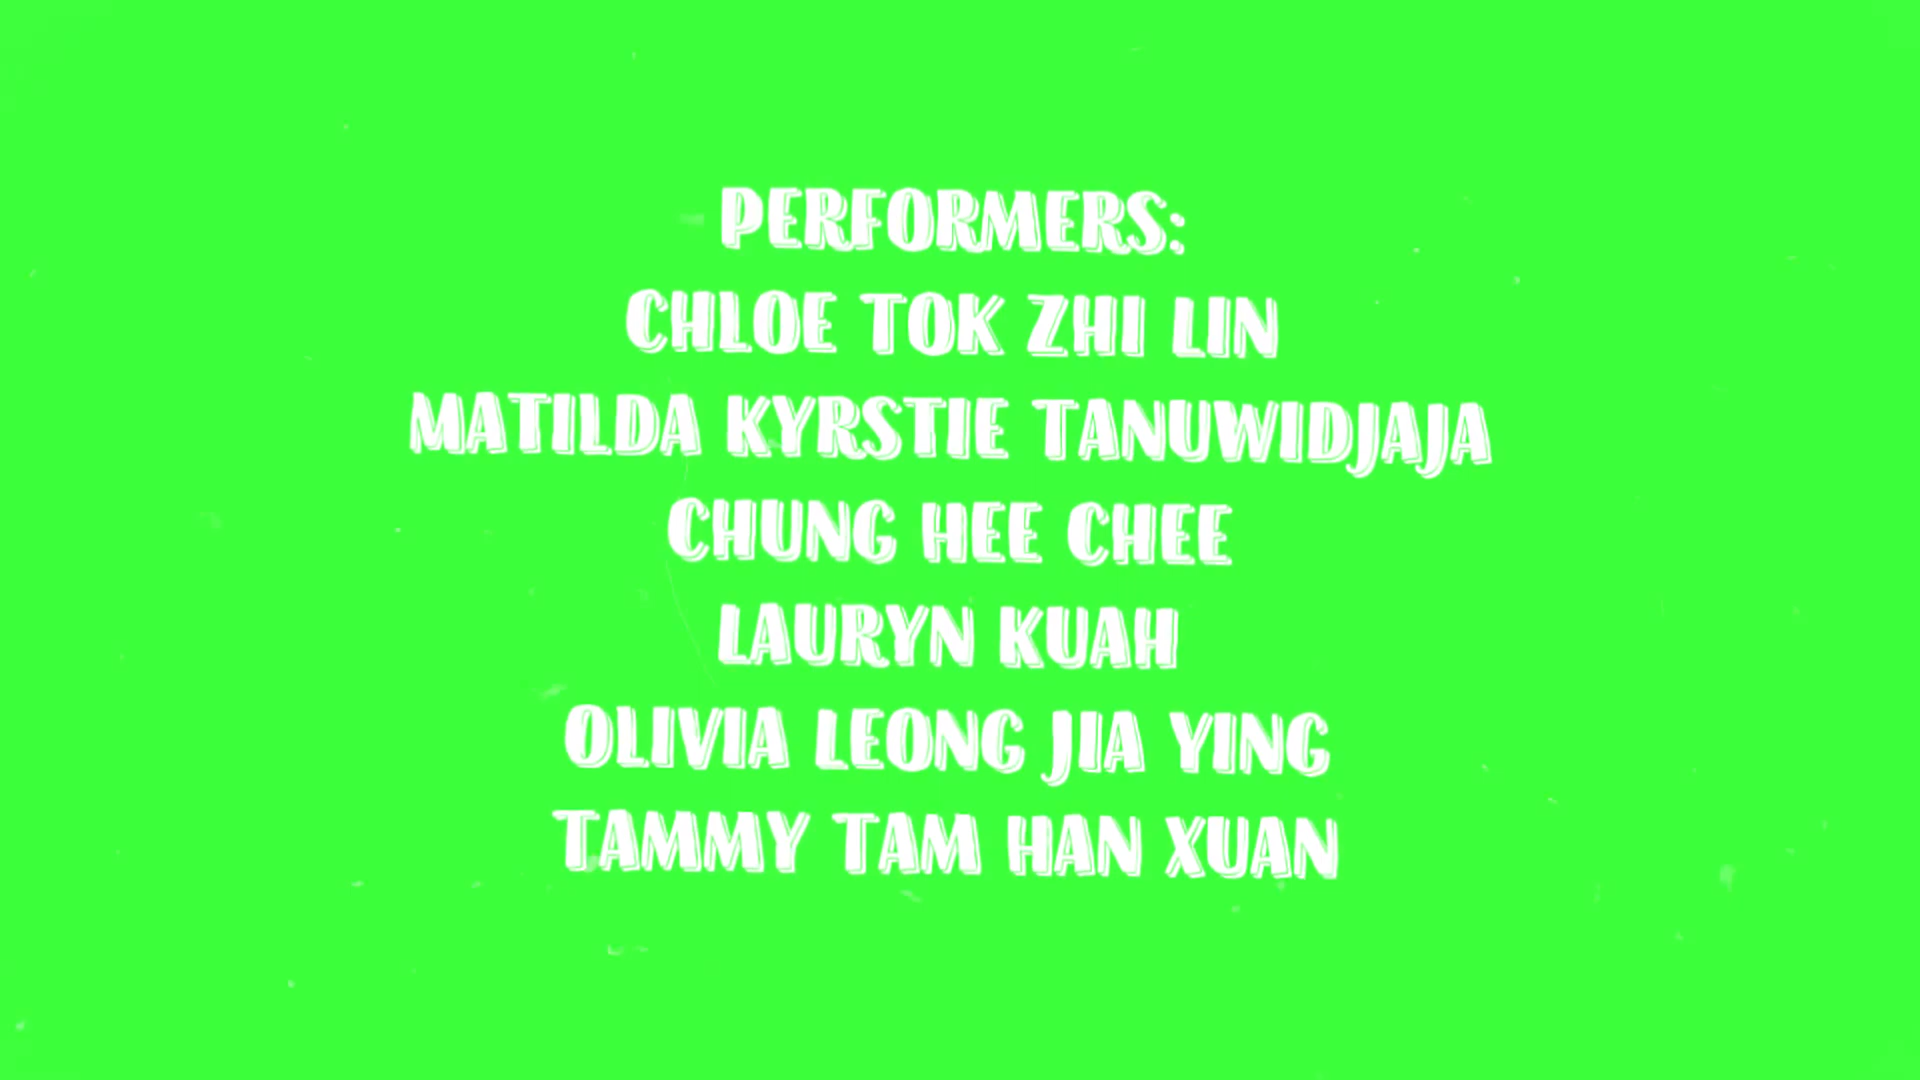 PERFORMERS:
CHLOE TOK ZHI LIN
MATILDA KYRSTIE TANUWIDJAJA
CHUNG HEE CHEE
LAURYN KUAH
OLIVIA LEONG JIA YING
TAMMY TAM HAN XUAN